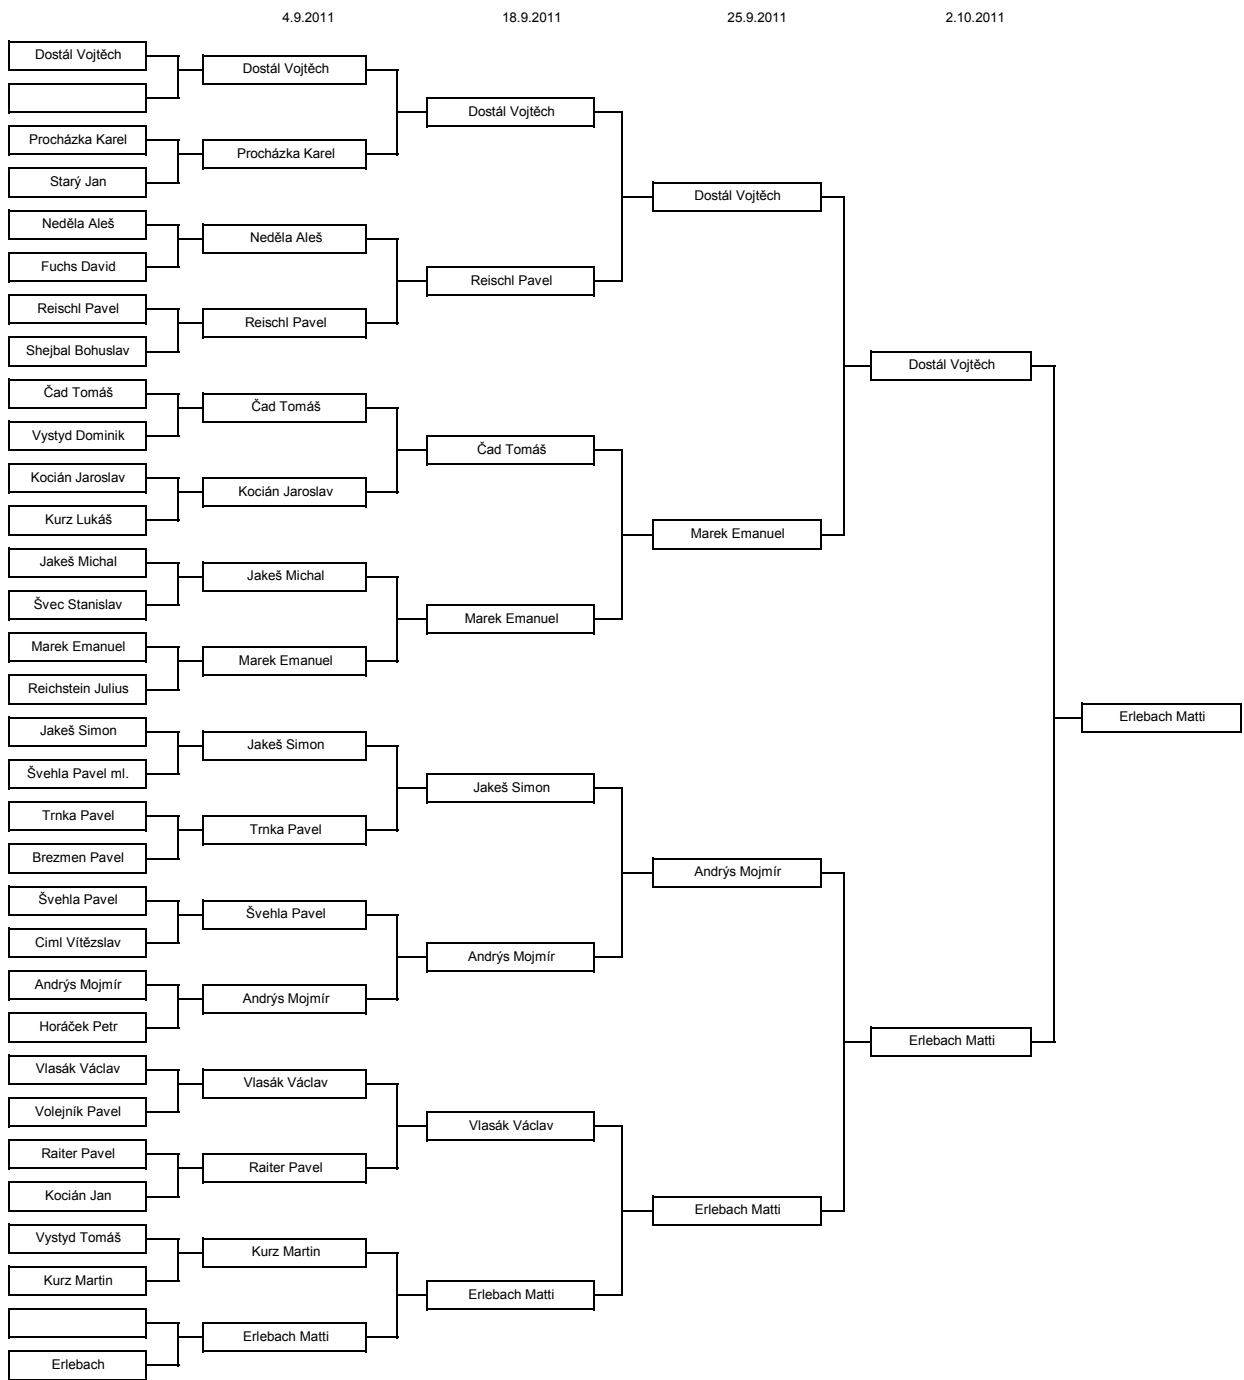 4.9.2011
18.9.2011
25.9.2011
2.10.2011
Dostál Vojtěch
Procházka Karel
Starý Jan
Neděla Aleš
Fuchs David
Reischl Pavel
Shejbal Bohuslav
Čad Tomáš
Vystyd Dominik
Kocián Jaroslav
Kurz Lukáš
Jakeš Michal
Švec Stanislav
Marek Emanuel
Reichstein Julius
Jakeš Simon
Švehla Pavel ml.
Trnka Pavel
Brezmen Pavel
Švehla Pavel
Ciml Vítězslav
Andrýs Mojmír
Horáček Petr
Vlasák Václav
Volejník Pavel
Raiter Pavel
Kocián Jan
Vystyd Tomáš
Kurz Martin
Erlebach
Dostál Vojtěch
Procházka Karel
Neděla Aleš
Reischl Pavel
Čad Tomáš
Kocián Jaroslav
Jakeš Michal
Marek Emanuel
Jakeš Simon
Trnka Pavel
Švehla Pavel
Andrýs Mojmír
Vlasák Václav
Raiter Pavel
Kurz Martin
Erlebach Matti
Dostál Vojtěch
Reischl Pavel
Čad Tomáš
Marek Emanuel
Jakeš Simon
Andrýs Mojmír
Vlasák Václav
Erlebach Matti
Dostál Vojtěch
Marek Emanuel
Andrýs Mojmír
Erlebach Matti
Dostál Vojtěch
Erlebach Matti
Erlebach Matti